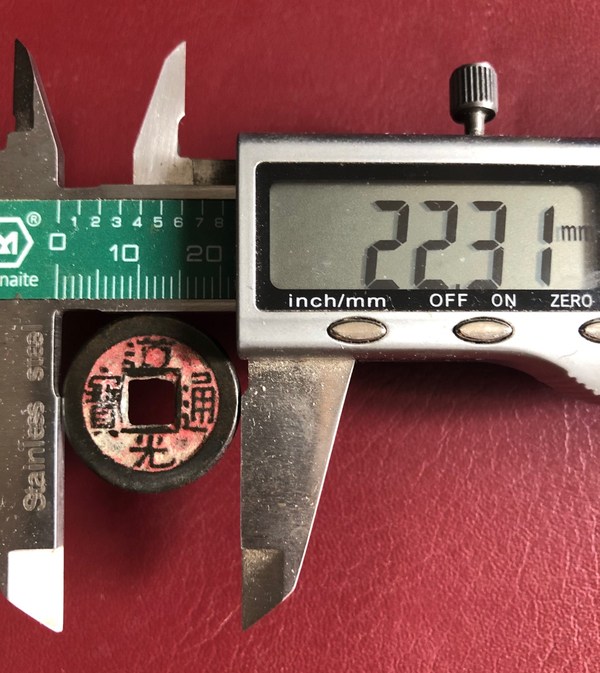 22.31 mm
inch/mm OFF ON ZERO
® 1 2 3 4 5 6 7 8
0 10 20
naite
Stainless steel
道光通寶